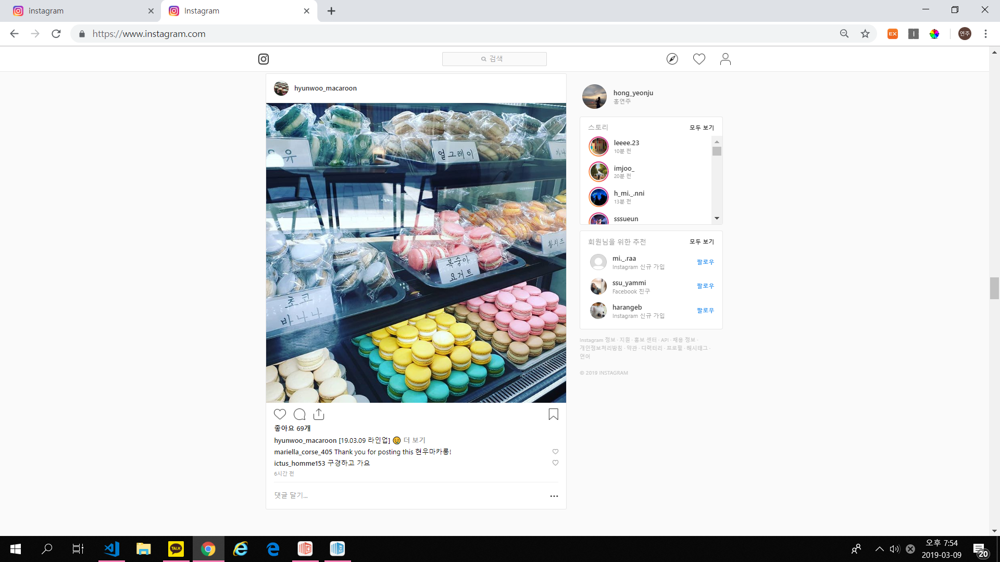 instagram
Instagram
https://www.instagram.com
EX
연주
검색
hyunwoo_macaroon
얼그레이
황치즈
복숭아
요거트
초코
바나나
좋아요 69개
hyunwoo_macaroon [19.03.09 라인업] 😊 더 보기
mariella_corse_405 Thank you for posting this 현우마카롱!
ictus_homme153 구경하고 가요
6시간 전
댓글 달기...
hong_yeonju
홍연주
스토리 모두 보기
leeee.23
10분 전
imjoo_
20분 전
h_mi._.nni
13분 전
sssueun
회원님을 위한 추천 모두 보기
mi._.raa
Instagram 신규 가입 팔로우
ssu_yammi
Facebook 친구 팔로우
harangeb
Instagram 신규 가입 팔로우
Instagram 정보 · 지원 · 홍보 센터 · API · 채용 정보 ·
개인정보처리방침 · 약관 · 디렉터리 · 프로필 · 해시태그 ·
언어
© 2019 INSTAGRAM
TALK
오후 7:54
2019-03-09
20